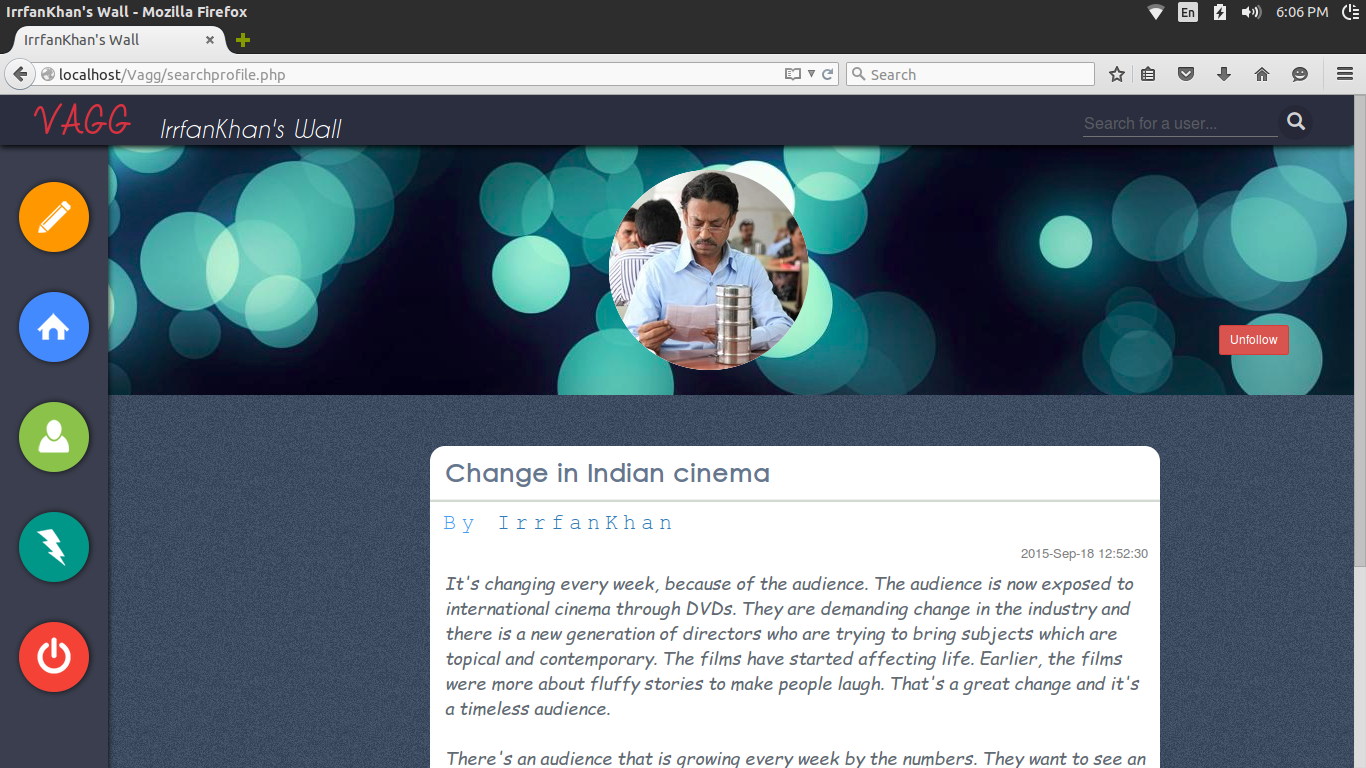 IrrfanKhan's Wall - Mozilla Firefox
En
6:06 PM
IrrfanKhan's Wall
localhost/Vagg/searchprofile.php
Search
VAGG
IrrfanKhan's Wall
Search for a user...
Unfollow
Change in Indian cinema
By IrrfanKhan
2015-Sep-18 12:52:30
It's changing every week, because of the audience. The audience is now exposed to
international cinema through DVDs. They are demanding change in the industry and
there is a new generation of directors who are trying to bring subjects which are
topical and contemporary. The films have started affecting life. Earlier, the films
were more about fluffy stories to make people laugh. That's a great change and it's
a timeless audience.
There's an audience that is growing every week by the numbers. They want to see an